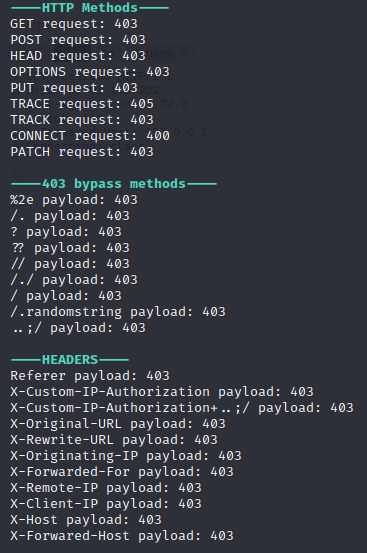 ----HTTP Methods----
GET request: 403
POST request: 403
HEAD request: 403
OPTIONS request: 403
PUT request: 403
TRACE request: 405
TRACK request: 403
CONNECT request: 400
PATCH request: 403
----403 bypass methods----
%2e payload: 403
/. payload: 403
? payload: 403
?? payload: 403
// payload: 403
/./ payload: 403
/ payload: 403
/.randomstring payload: 403
..;/ payload: 403
----HEADERS----
Referer payload: 403
X-Custom-IP-Authorization payload: 403
X-Custom-IP-Authorization+..;/ payload: 403
X-Original-URL payload: 403
X-Rewrite-URL payload: 403
X-Originating-IP payload: 403
X-Forwarded-For payload: 403
X-Remote-IP payload: 403
X-Client-IP payload: 403
X-Host payload: 403
X-Forwared-Host payload: 403